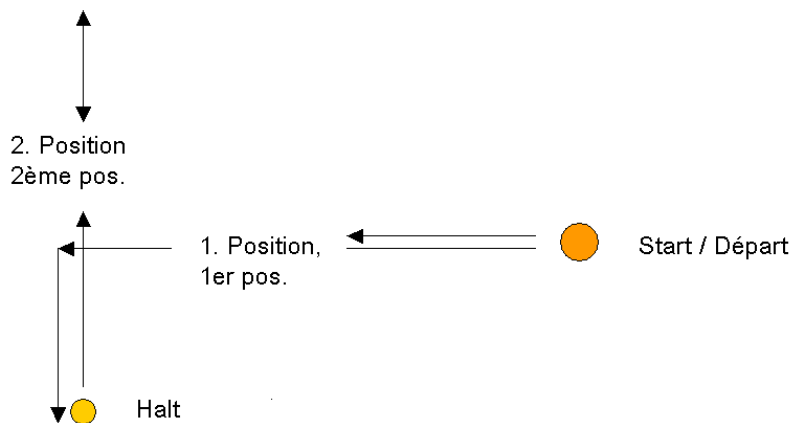 2. Position
2ème pos.
1. Position,
1er pos.
Start / Départ
Halt